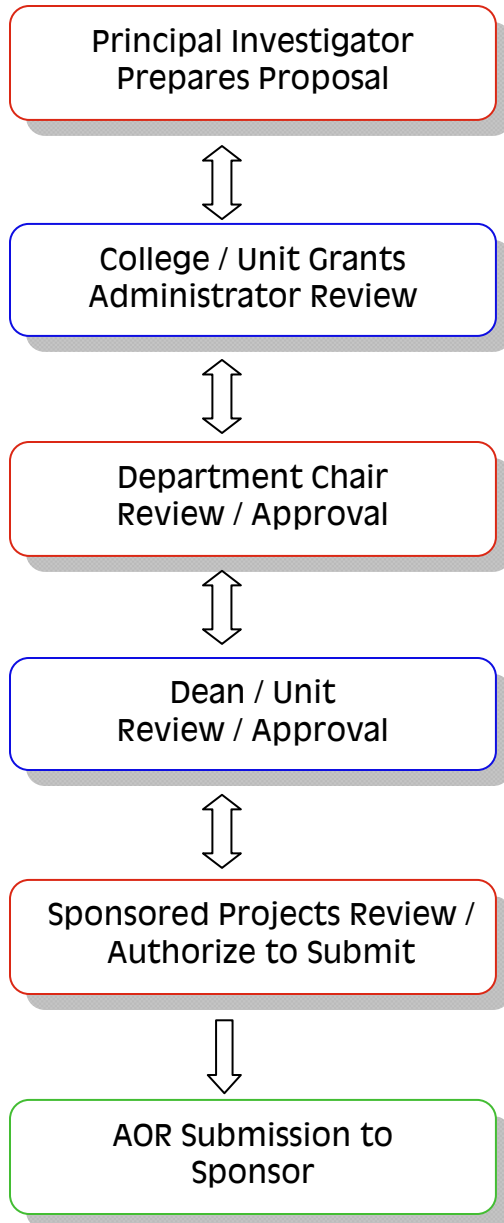 Principal Investigator
Prepares Proposal
College / Unit Grants
Administrator Review
Department Chair
Review / Approval
Dean / Unit
Review / Approval
Sponsored Projects Review /
Authorize to Submit
AOR Submission to
Sponsor